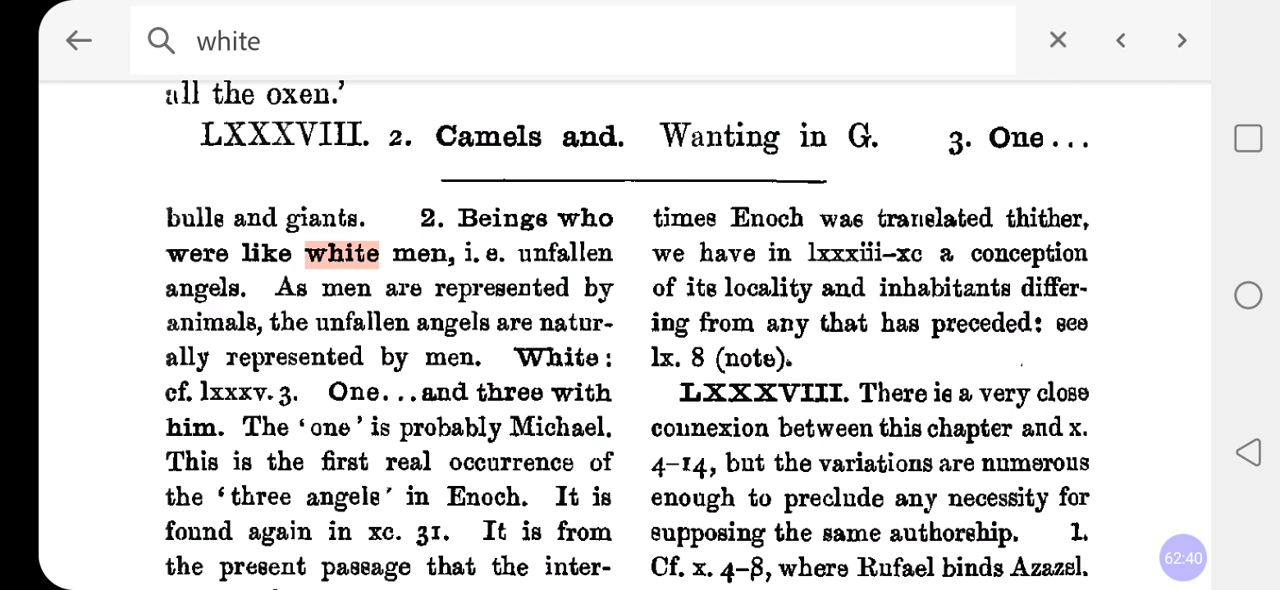 white
all the oxen.'
LXXXVIII. 2. Camels and. Wanting in G. 3. One...
bulls and giants. 2. Beings who
were like white men, i. e. unfallen
angels. As men are represented by
animals, the unfallen angels are natur-
ally represented by men. White:
cf. lxxxv. 3. One...and three with
him. The 'one' is probably Michael.
This is the first real occurrence of
the 'three angels' in Enoch. It is
found again in xc. 31. It is from
the present passage that the inter-
times Enoch was translated thither,
we have in lxxxiii–xc a conception
of its locality and inhabitants differ-
ing from any that has preceded: see
lx. 8 (note).
LXXXVIII. There is a very close
connexion between this chapter and x.
4–14, but the variations are numerous
enough to preclude any necessity for
supposing the same authorship. 1.
Cf. x. 4–8, where Rufael binds Azazel.
62:40